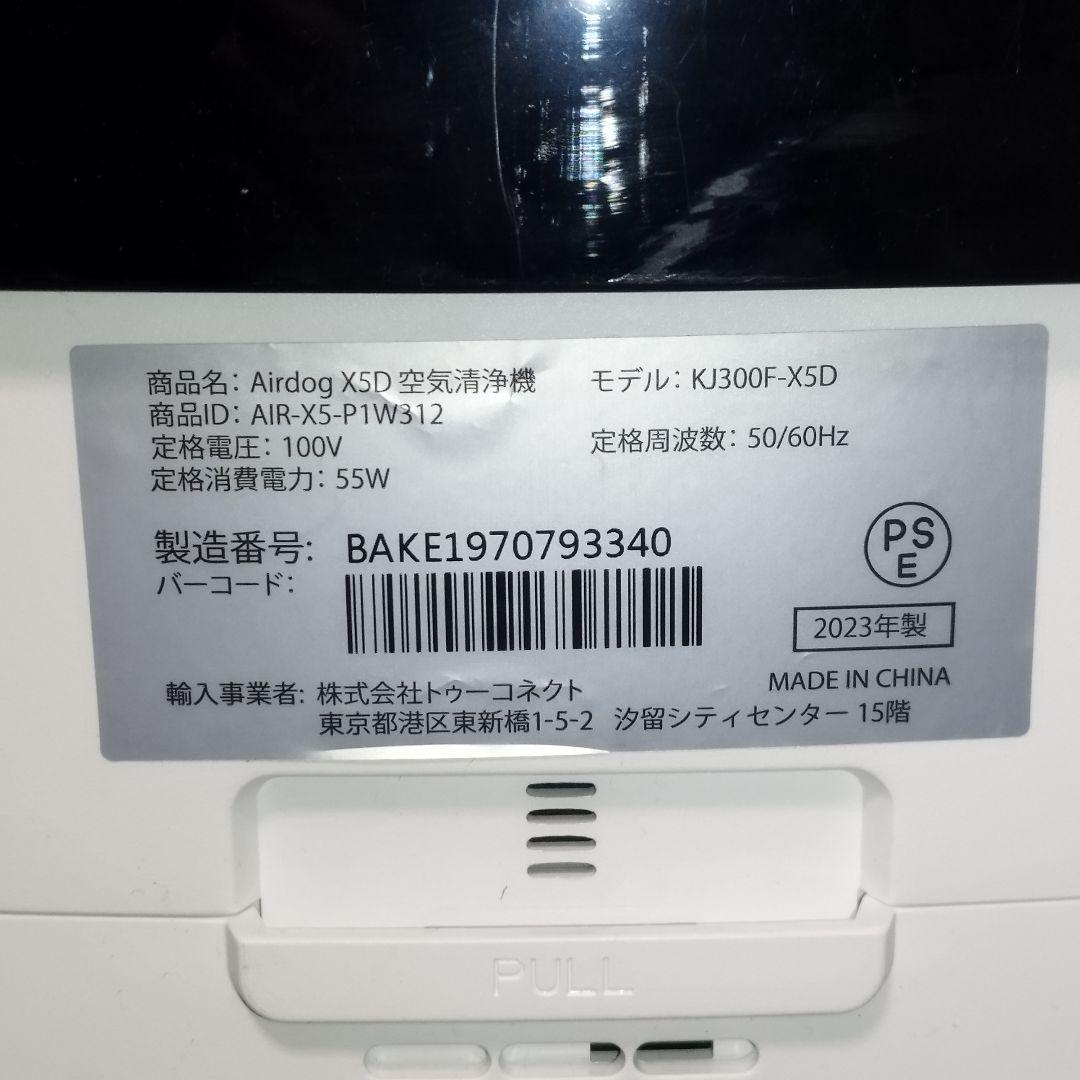 商品名: Airdog X5D 空気清浄機
モデル: KJ300F-X5D
商品ID: AIR-X5-P1W312
定格電圧: 100V
定格周波数: 50/60Hz
定格消費電力: 55W
製造番号: BAKE1970793340
バーコード:
PSE
2023年製
MADE IN CHINA
輸入事業者: 株式会社トゥーコネクト
東京都港区東新橋1-5-2 汐留シティセンター 15階
PULL